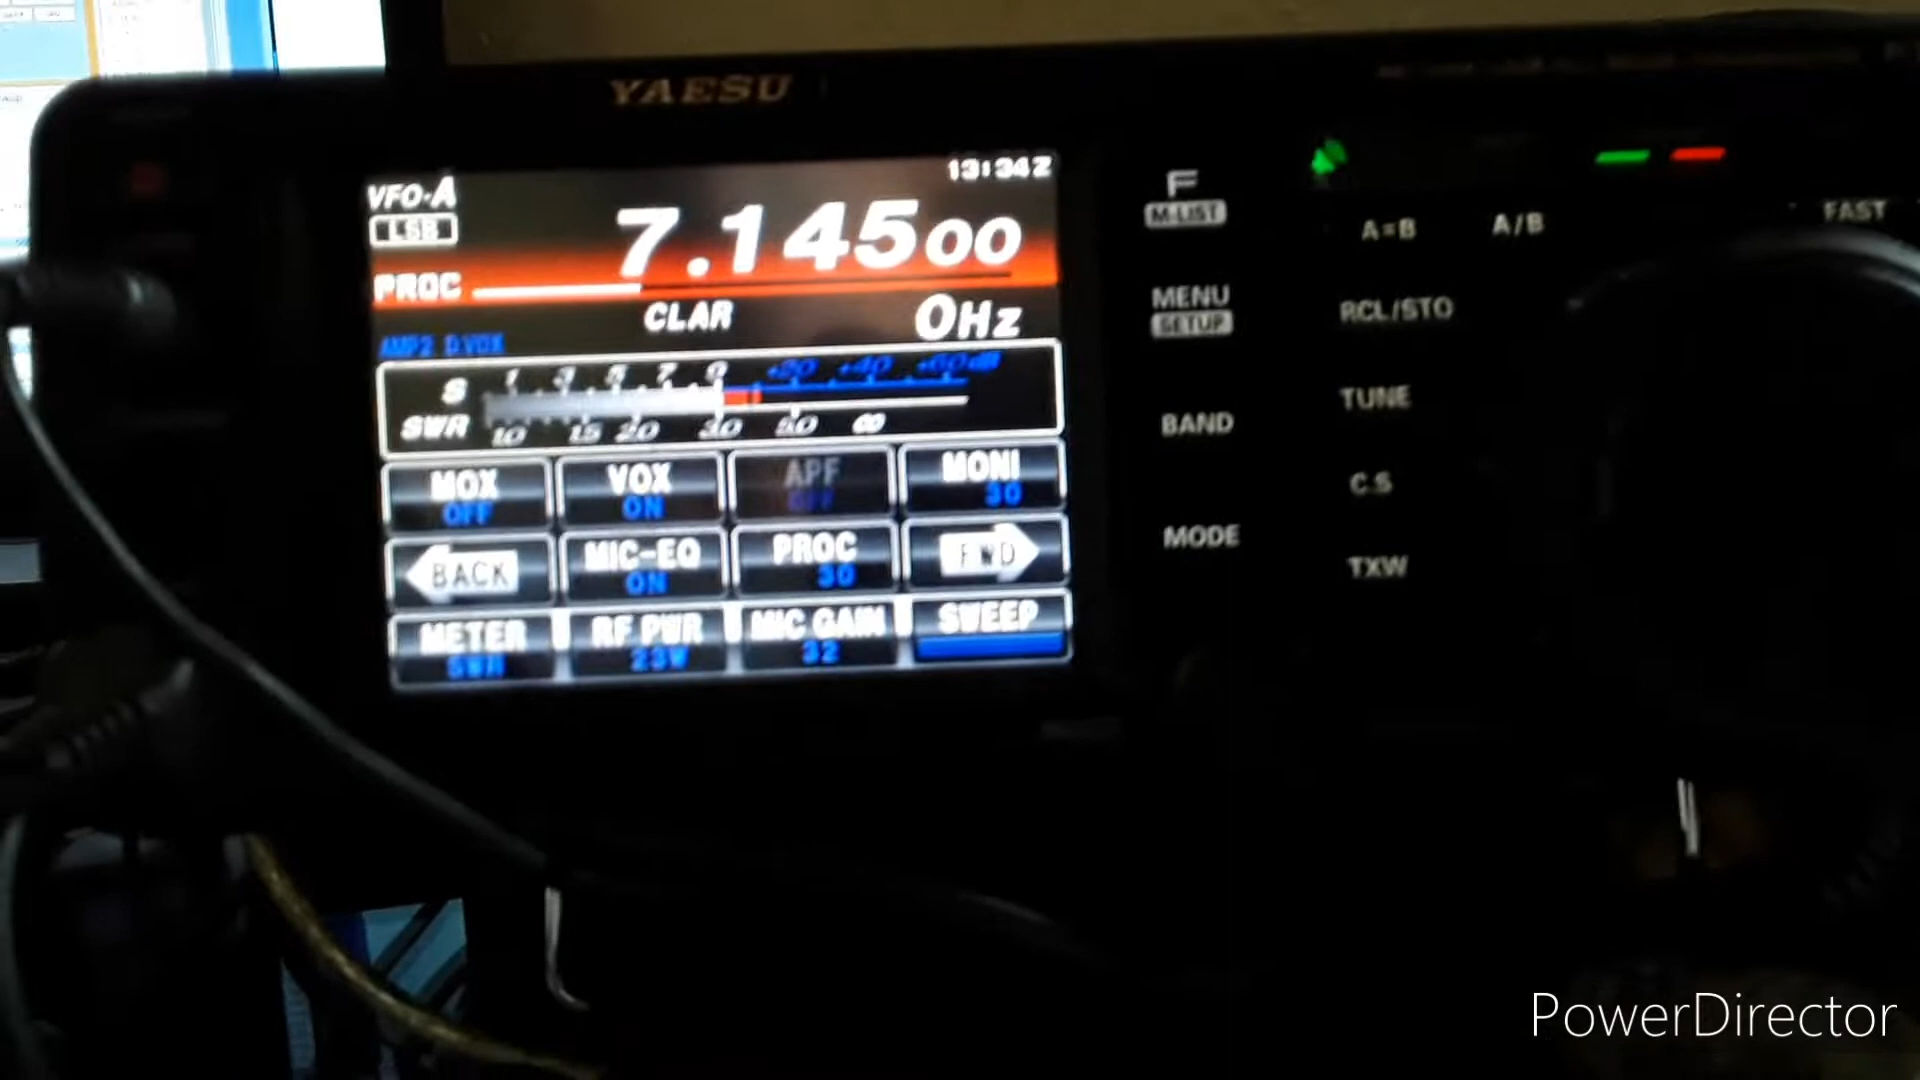 YAESU
13:34Z
VFO-A
LSB
7.14500
PROC
CLAR 0Hz
AMP2 D.VOX
S 1 3 5 7 9 +20 +40 +60dB
SWR 1.0 1.5 2.0 3.0 5.0 ∞
MOX VOX APF MONI
OFF ON OFF 30
BACK MIC-EQ PROC FWD
ON 30
METER RF PWR MIC GAIN SWEEP
SWR 23W 32
F
M-LIST
MENU
SETUP
BAND
MODE
A=B A/B FAST
RCL/STO
TUNE
C.S
TXW
PowerDirector